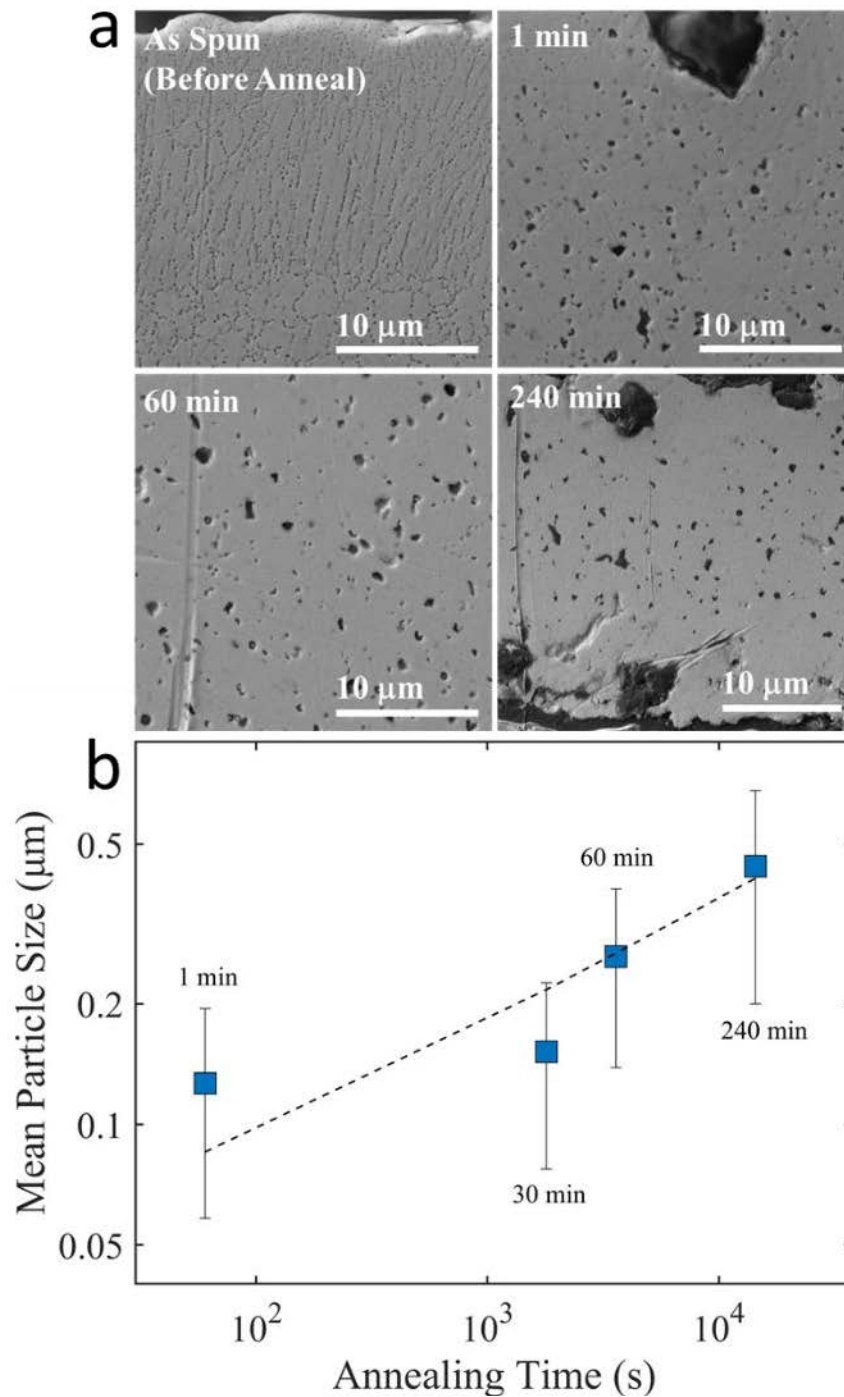 a
As Spun
(Before Anneal)
10 μm
1 min
10 μm
60 min
10 μm
240 min
10 μm
b
Mean Particle Size (μm)
0.5
0.2
0.1
0.05
1 min
30 min
60 min
240 min
10²
10³
10⁴
Annealing Time (s)